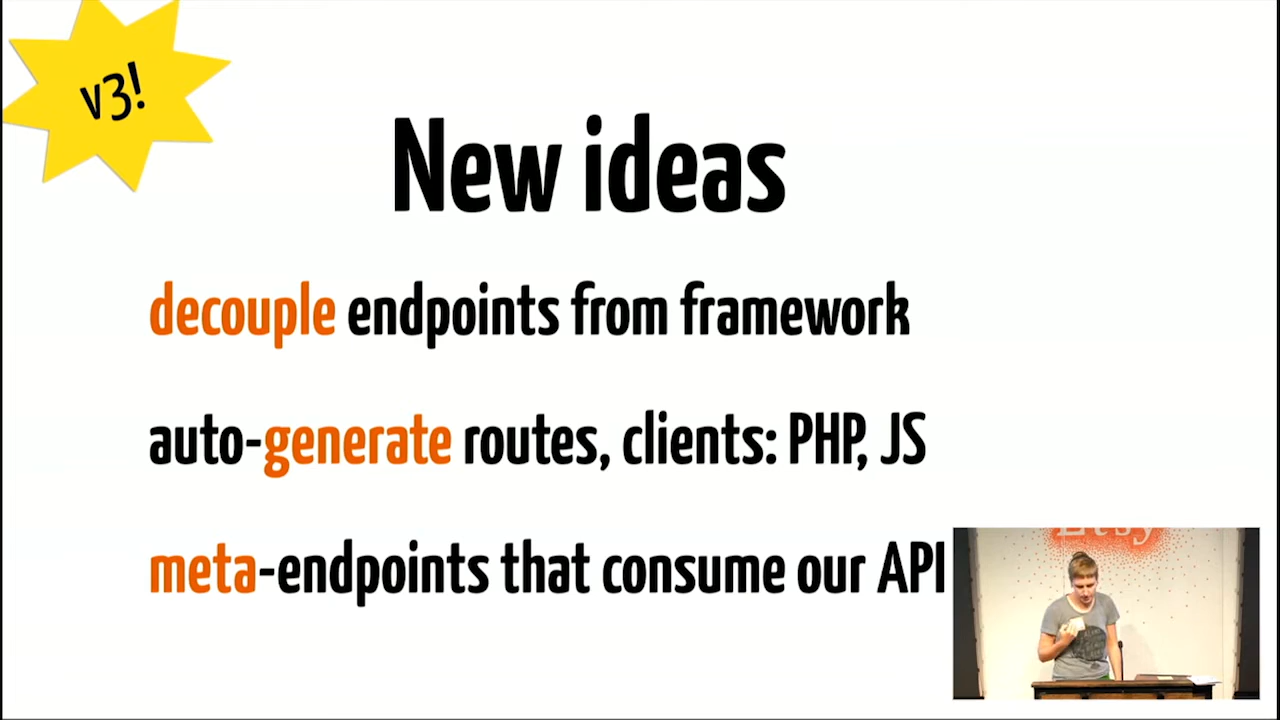 v3!
New ideas
decouple endpoints from framework
auto-generate routes, clients: PHP, JS
meta-endpoints that consume our API
Etsy